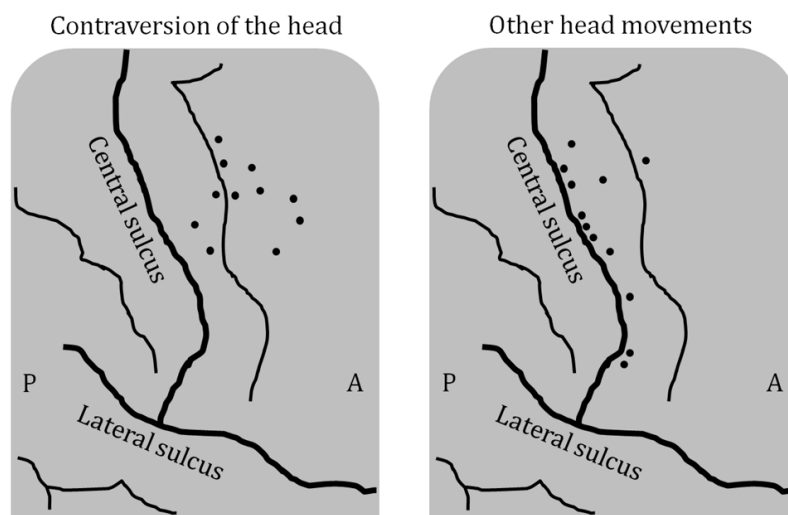 Contraversion of the head
Central sulcus
P
A
Lateral sulcus
Other head movements
Central sulcus
P
A
Lateral sulcus